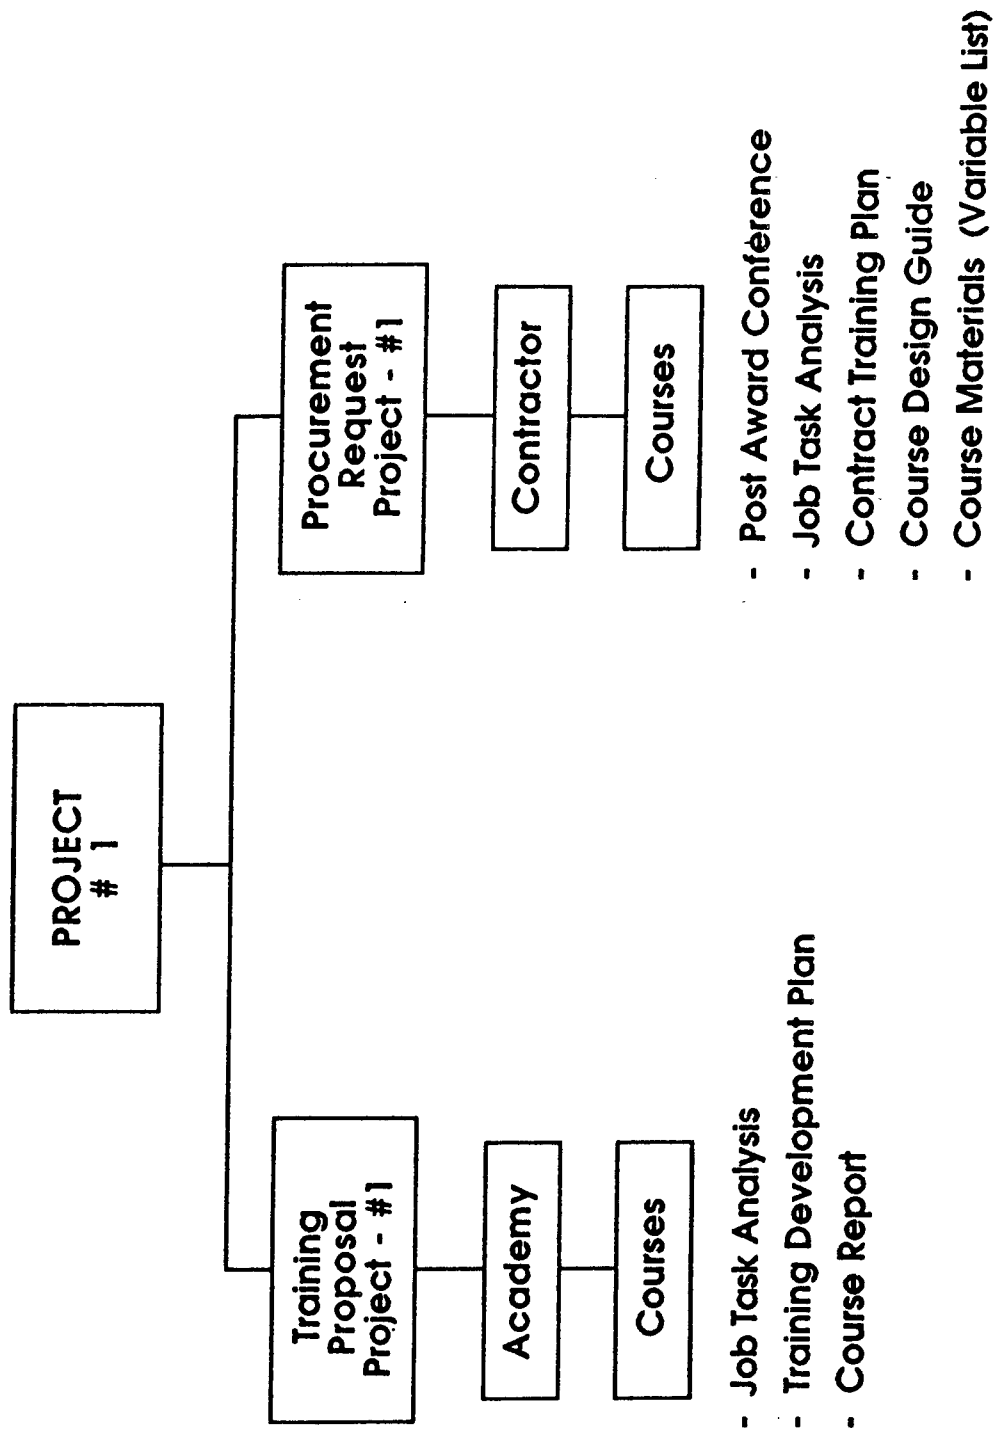 PROJECT
# 1
Training
Proposal
Project - #1
Academy
Courses
- Job Task Analysis
- Training Development Plan
- Course Report
Procurement
Request
Project - #1
Contractor
Courses
- Post Award Conference
- Job Task Analysis
- Contract Training Plan
- Course Design Guide
- Course Materials (Variable List)